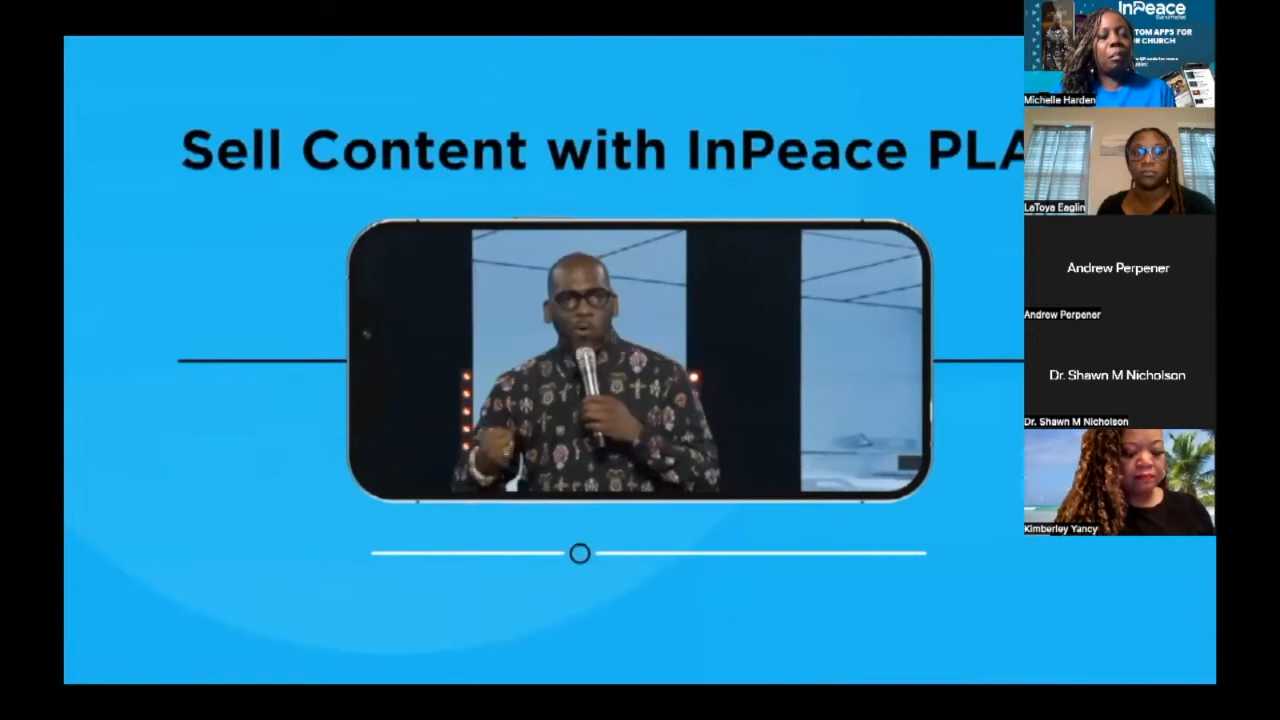 Sell Content with InPeace PLA
InPeace
TOM APPS FOR
R CHURCH
Michelle Harden
LaToya Eaglin
Andrew Perpener
Andrew Perpener
Dr. Shawn M Nicholson
Dr. Shawn M Nicholson
Kimberley Yancy